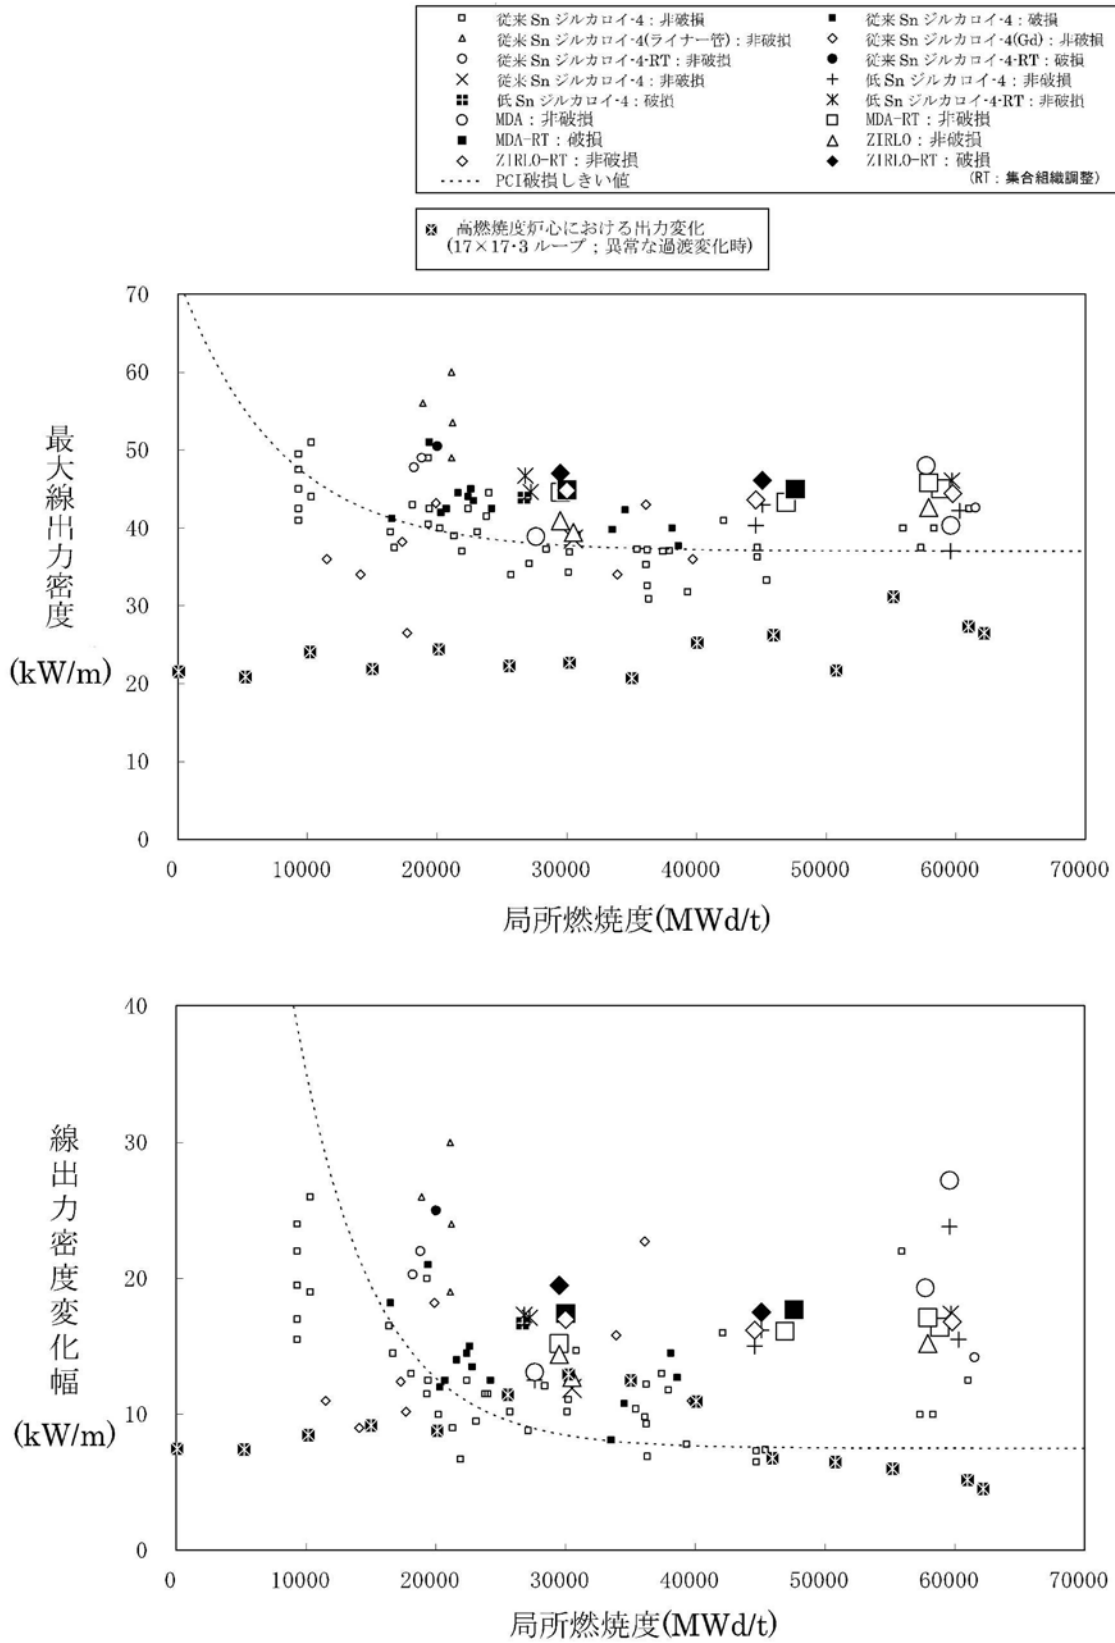 従来 Sn ジルカロイ-4：非破損
従来 Sn ジルカロイ-4：破損
従来 Sn ジルカロイ-4(ライナー管)：非破損
従来 Sn ジルカロイ-4(Gd)：非破損
従来 Sn ジルカロイ-4-RT：非破損
従来 Sn ジルカロイ-4-RT：破損
従来 Sn ジルカロイ-4：非破損
低 Sn ジルカロイ-4：非破損
低 Sn ジルカロイ-4：破損
低 Sn ジルカロイ-4-RT：非破損
MDA：非破損
MDA-RT：非破損
MDA-RT：破損
ZIRLO：非破損
ZIRLO-RT：非破損
ZIRLO-RT：破損
PCI破損しきい値
(RT：集合組織調整)
高燃焼度炉心における出力変化
(17×17·3 ループ；異常な過渡変化時)
70
60
50
40
30
20
10
0
最大線出力密度
(kW/m)
0 10000 20000 30000 40000 50000 60000 70000
局所燃焼度(MWd/t)
40
30
20
10
0
線出力密度変化幅
(kW/m)
0 10000 20000 30000 40000 50000 60000 70000
局所燃焼度(MWd/t)